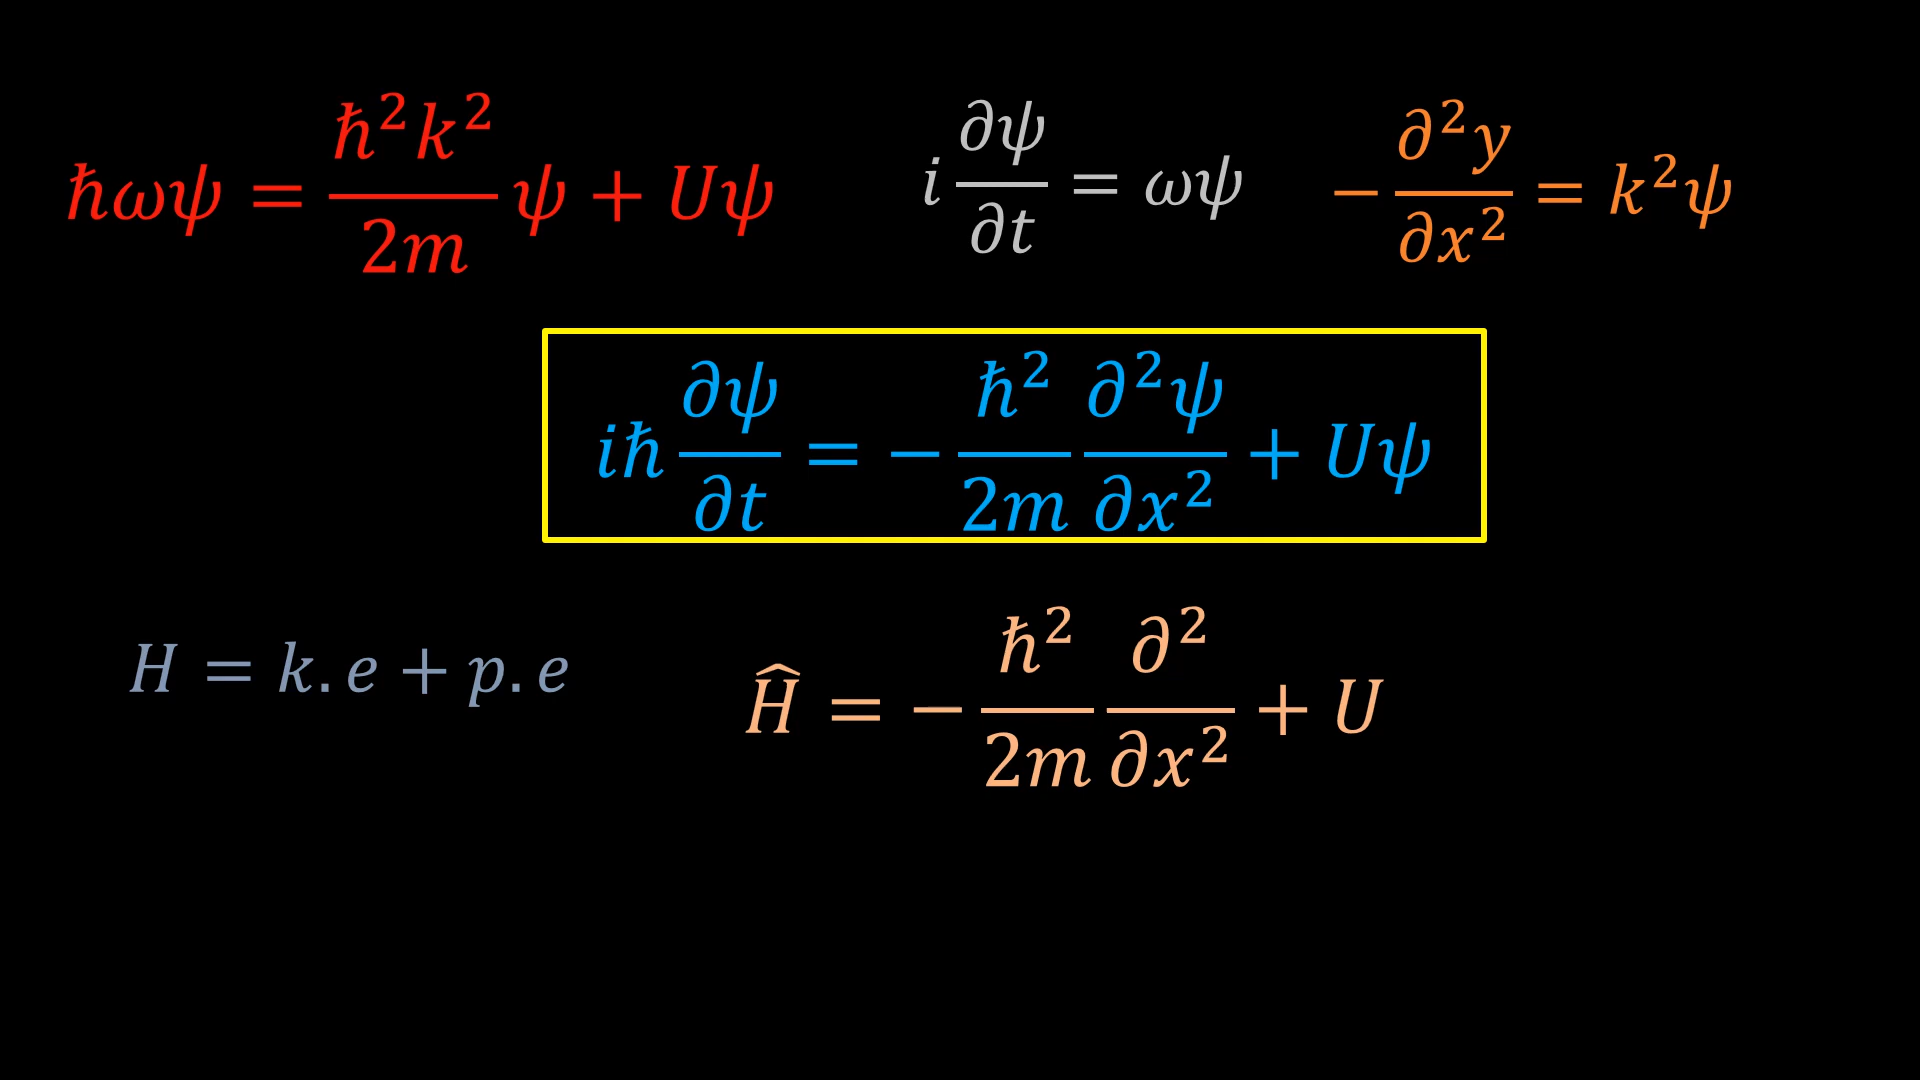 ℏωψ = ℏ²k²/2m ψ + Uψ
i ∂ψ/∂t = ωψ
− ∂²y/∂x² = k²ψ
iℏ ∂ψ/∂t = − ℏ²/2m ∂²ψ/∂x² + Uψ
H = k.e + p.e
Ĥ = − ℏ²/2m ∂²/∂x² + U